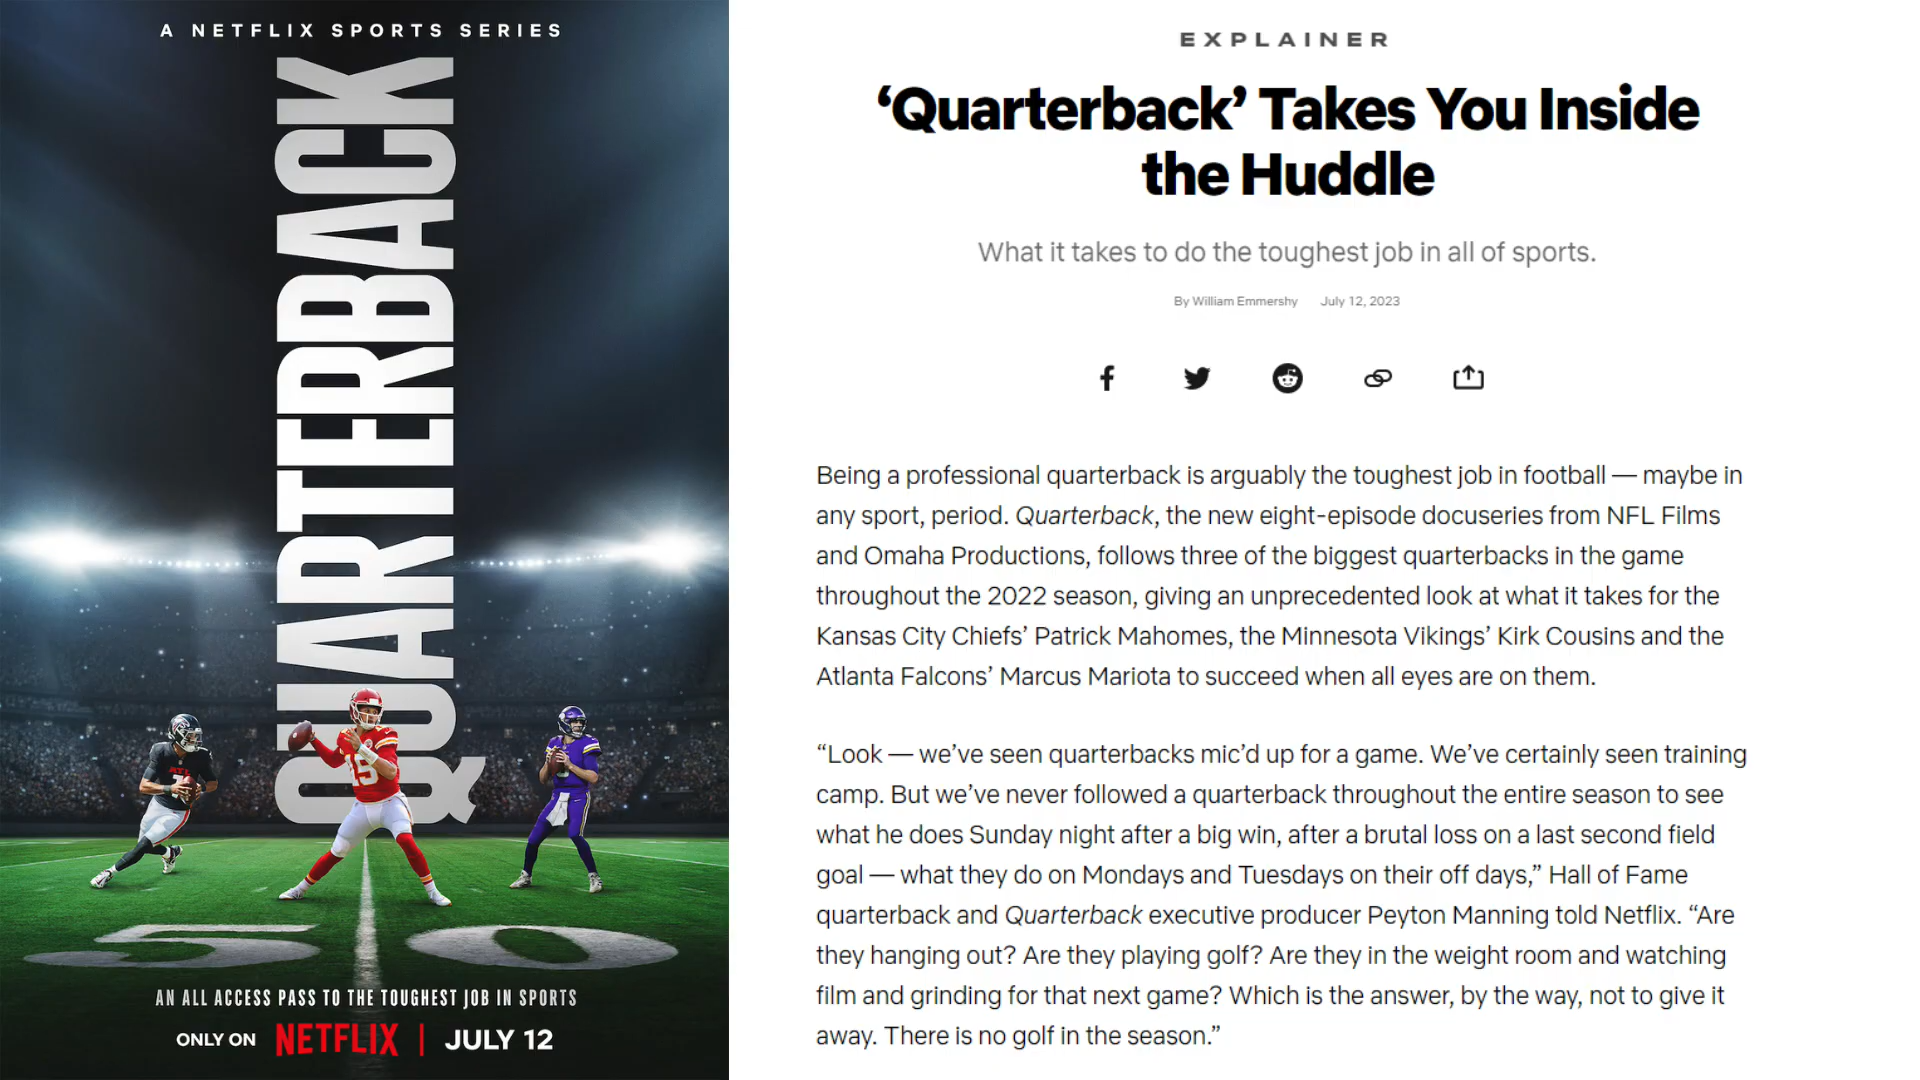 A NETFLIX SPORTS SERIES
QUARTERBACK
ATL
1
15
8
5 0
AN ALL ACCESS PASS TO THE TOUGHEST JOB IN SPORTS
ONLY ON NETFLIX | JULY 12
EXPLAINER
‘Quarterback’ Takes You Inside
the Huddle
What it takes to do the toughest job in all of sports.
By William Emmershy July 12, 2023
Being a professional quarterback is arguably the toughest job in football — maybe in
any sport, period. Quarterback, the new eight-episode docuseries from NFL Films
and Omaha Productions, follows three of the biggest quarterbacks in the game
throughout the 2022 season, giving an unprecedented look at what it takes for the
Kansas City Chiefs’ Patrick Mahomes, the Minnesota Vikings’ Kirk Cousins and the
Atlanta Falcons’ Marcus Mariota to succeed when all eyes are on them.
“Look — we’ve seen quarterbacks mic’d up for a game. We’ve certainly seen training
camp. But we’ve never followed a quarterback throughout the entire season to see
what he does Sunday night after a big win, after a brutal loss on a last second field
goal — what they do on Mondays and Tuesdays on their off days,” Hall of Fame
quarterback and Quarterback executive producer Peyton Manning told Netflix. “Are
they hanging out? Are they playing golf? Are they in the weight room and watching
film and grinding for that next game? Which is the answer, by the way, not to give it
away. There is no golf in the season.”